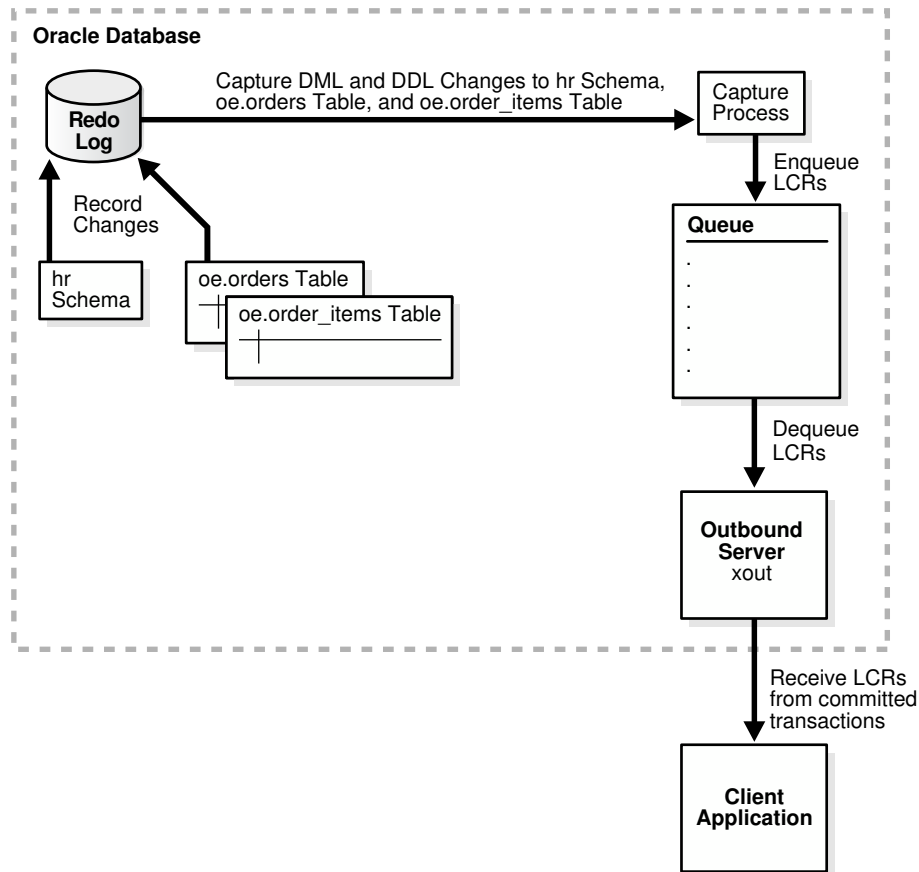 Oracle Database
Capture DML and DDL Changes to hr Schema,
oe.orders Table, and oe.order_items Table
Capture
Process
Redo
Log
Enqueue
LCRs
Record
Changes
Queue
.
.
.
.
.
.
hr
Schema
oe.orders Table
oe.order_items Table
Dequeue
LCRs
Outbound
Server
xout
Receive LCRs
from committed
transactions
Client
Application